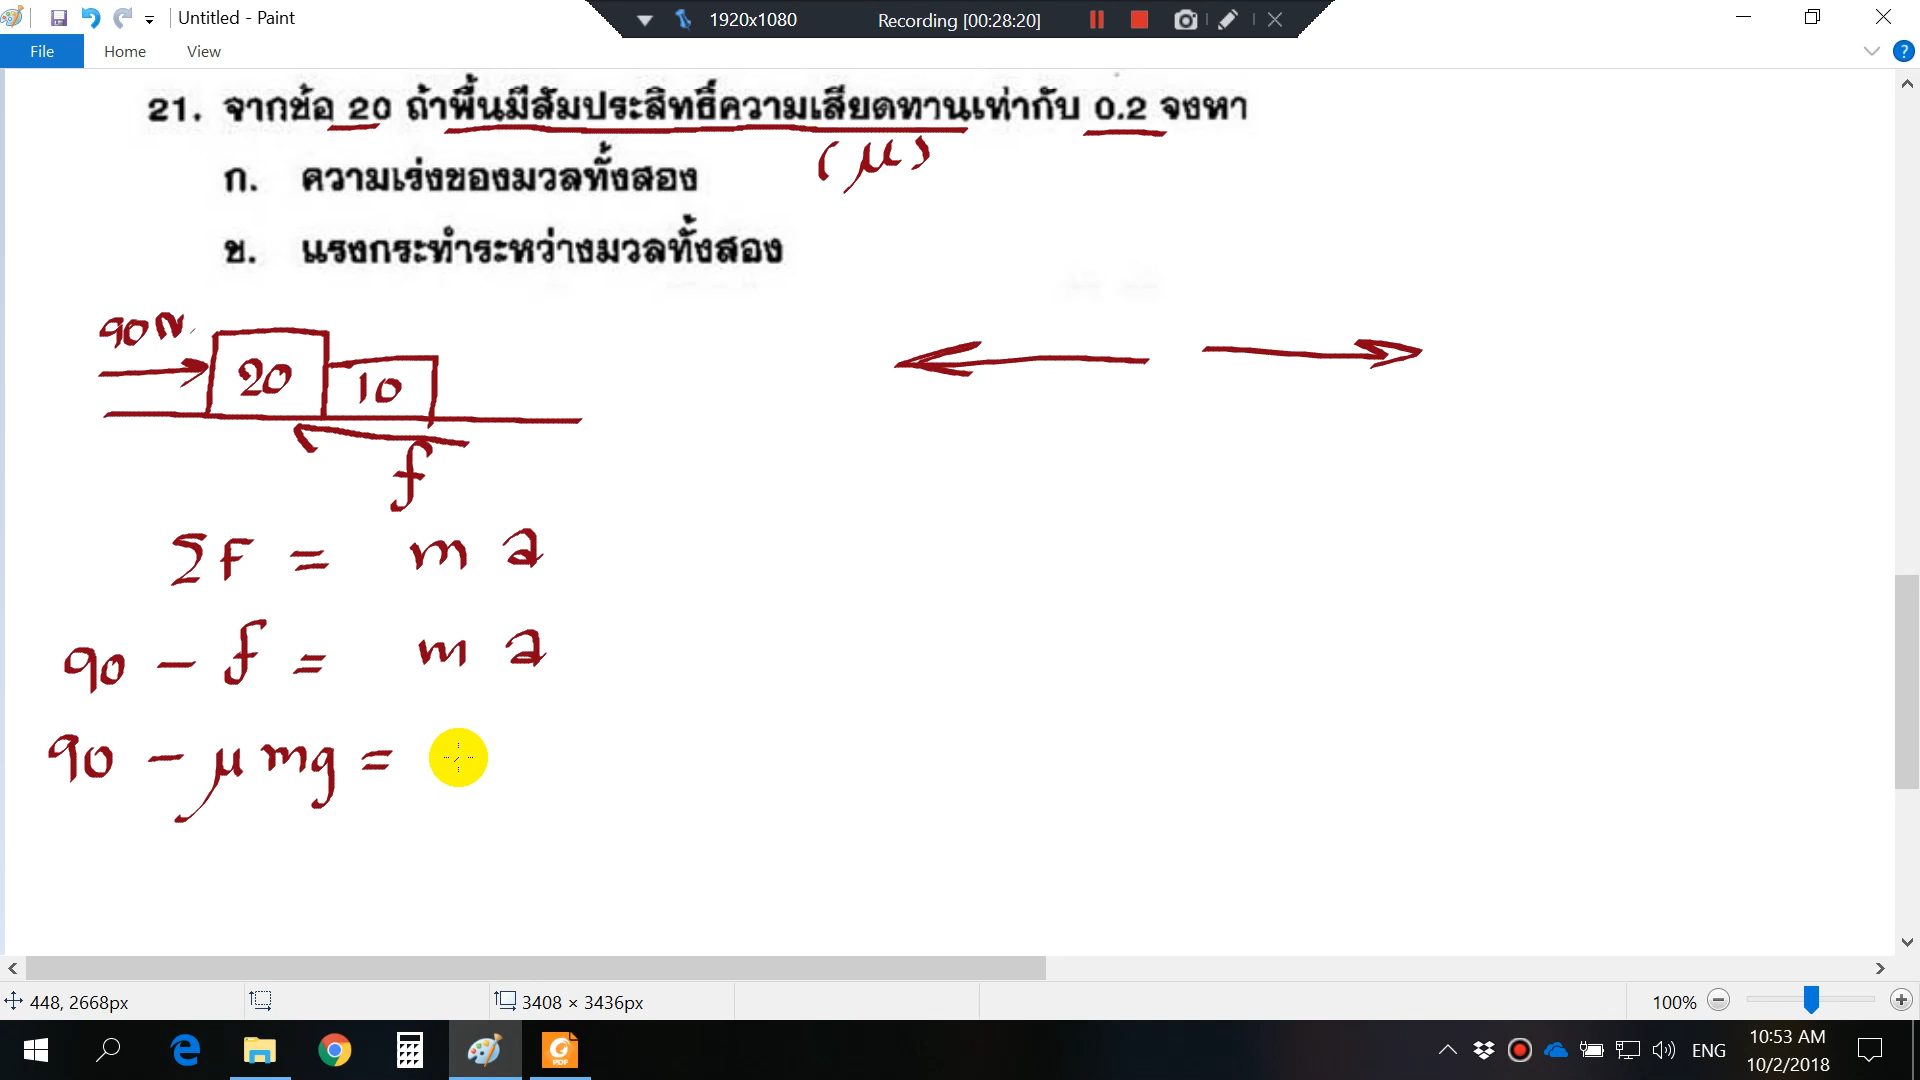 Untitled - Paint
1920x1080
Recording [00:28:20]
File
Home
View
21. จากข้อ 20 ถ้าพื้นมีสัมประสิทธิ์ความเสียดทานเท่ากับ 0.2 จงหา
(μ)
ก. ความเร่งของมวลทั้งสอง
ข. แรงกระทำระหว่างมวลทั้งสอง
90 N
20
10
f
ΣF = m a
90 - f = m a
90 - μ mg =
448, 2668px
3408 × 3436px
100%
PDF
ENG
10:53 AM
10/2/2018